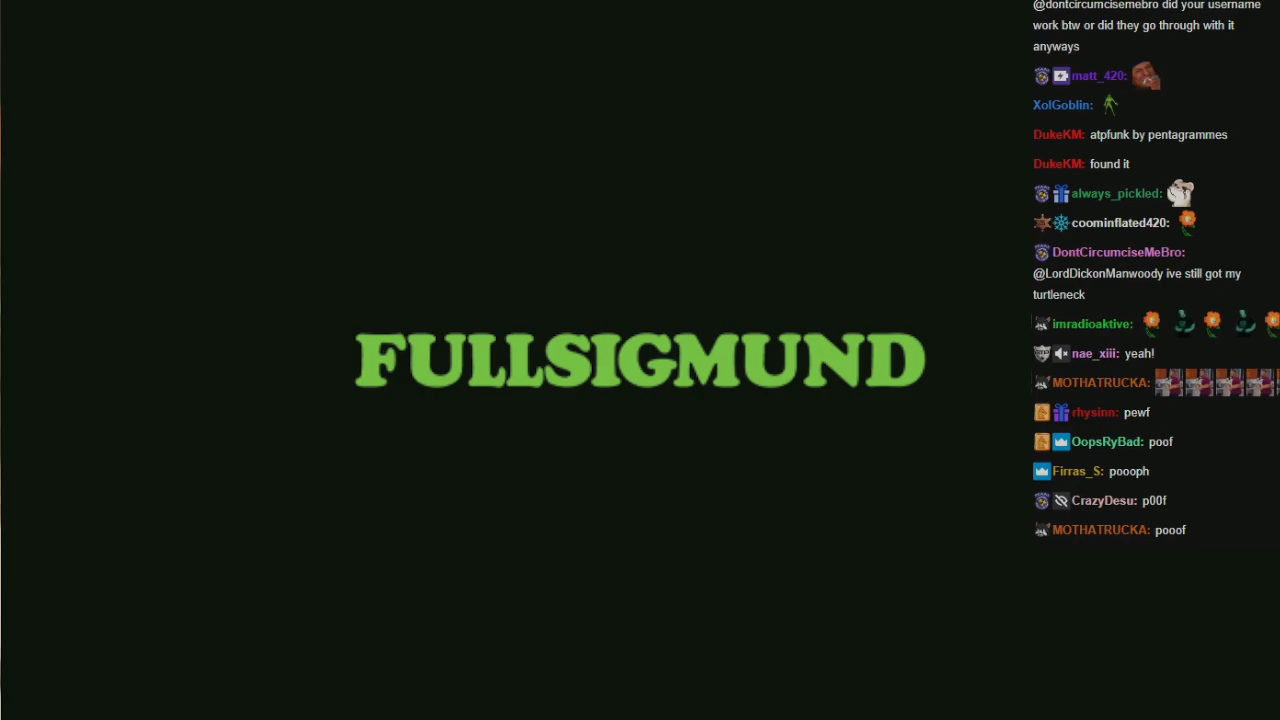 FULLSIGMUND
@dontcircumcisemebro did your username
work btw or did they go through with it
anyways
matt_420:
XolGoblin:
DukeKM: atpfunk by pentagrammes
DukeKM: found it
always_pickled:
coominflated420:
DontCircumciseMeBro:
@LordDickonManwoody ive still got my
turtleneck
imradioaktive:
nae_xiii: yeah!
MOTHATRUCKA:
rhysinn: pewf
OopsRyBad: poof
Firras_S: poooph
CrazyDesu: p00f
MOTHATRUCKA: pooof